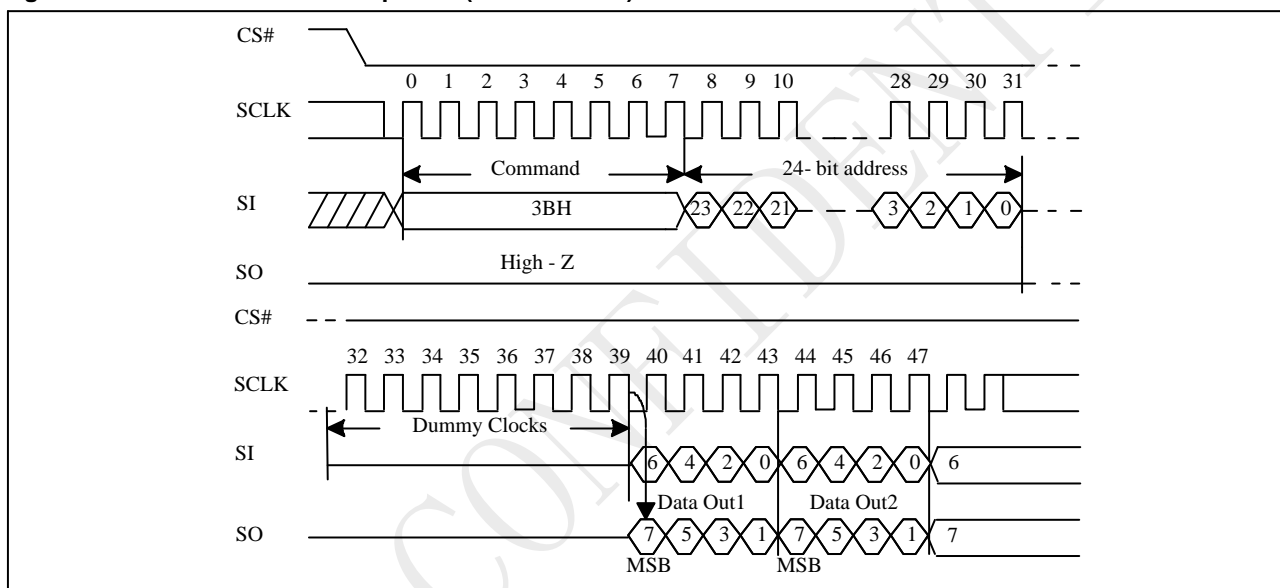 CS#
0 1 2 3 4 5 6 7 8 9 10 28 29 30 31
SCLK
Command 24- bit address
SI 3BH 23 22 21 3 2 1 0
High - Z
SO
CS#
32 33 34 35 36 37 38 39 40 41 42 43 44 45 46 47
SCLK
Dummy Clocks
SI 6 4 2 0 6 4 2 0 6
Data Out1 Data Out2
SO 7 5 3 1 7 5 3 1 7
MSB MSB